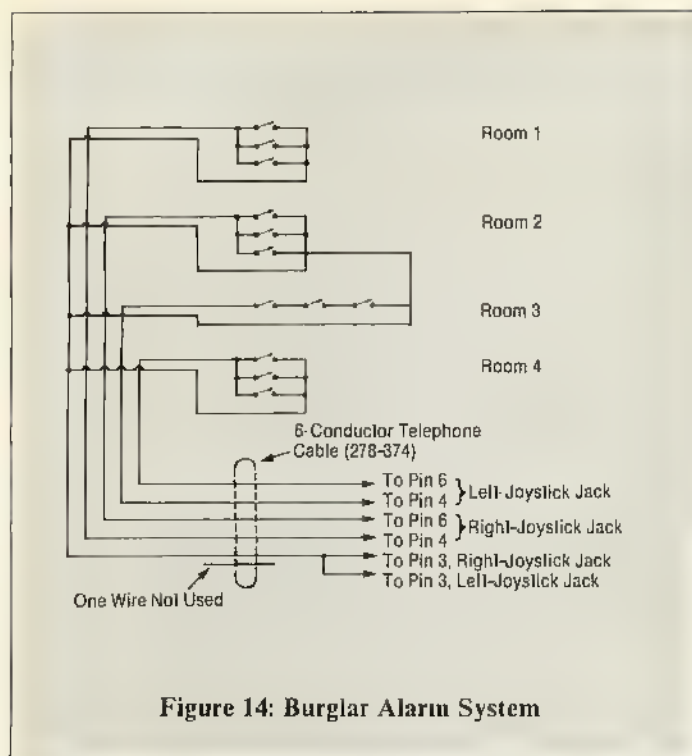 Room 1
Room 2
Room 3
Room 4
6-Conductor Telephone
Cable (278-374)
To Pin 6
To Pin 4
Left-Joystick Jack
To Pin 6
To Pin 4
Right-Joystick Jack
To Pin 3, Right-Joystick Jack
To Pin 3, Left-Joystick Jack
One Wire Not Used
Figure 14: Burglar Alarm System